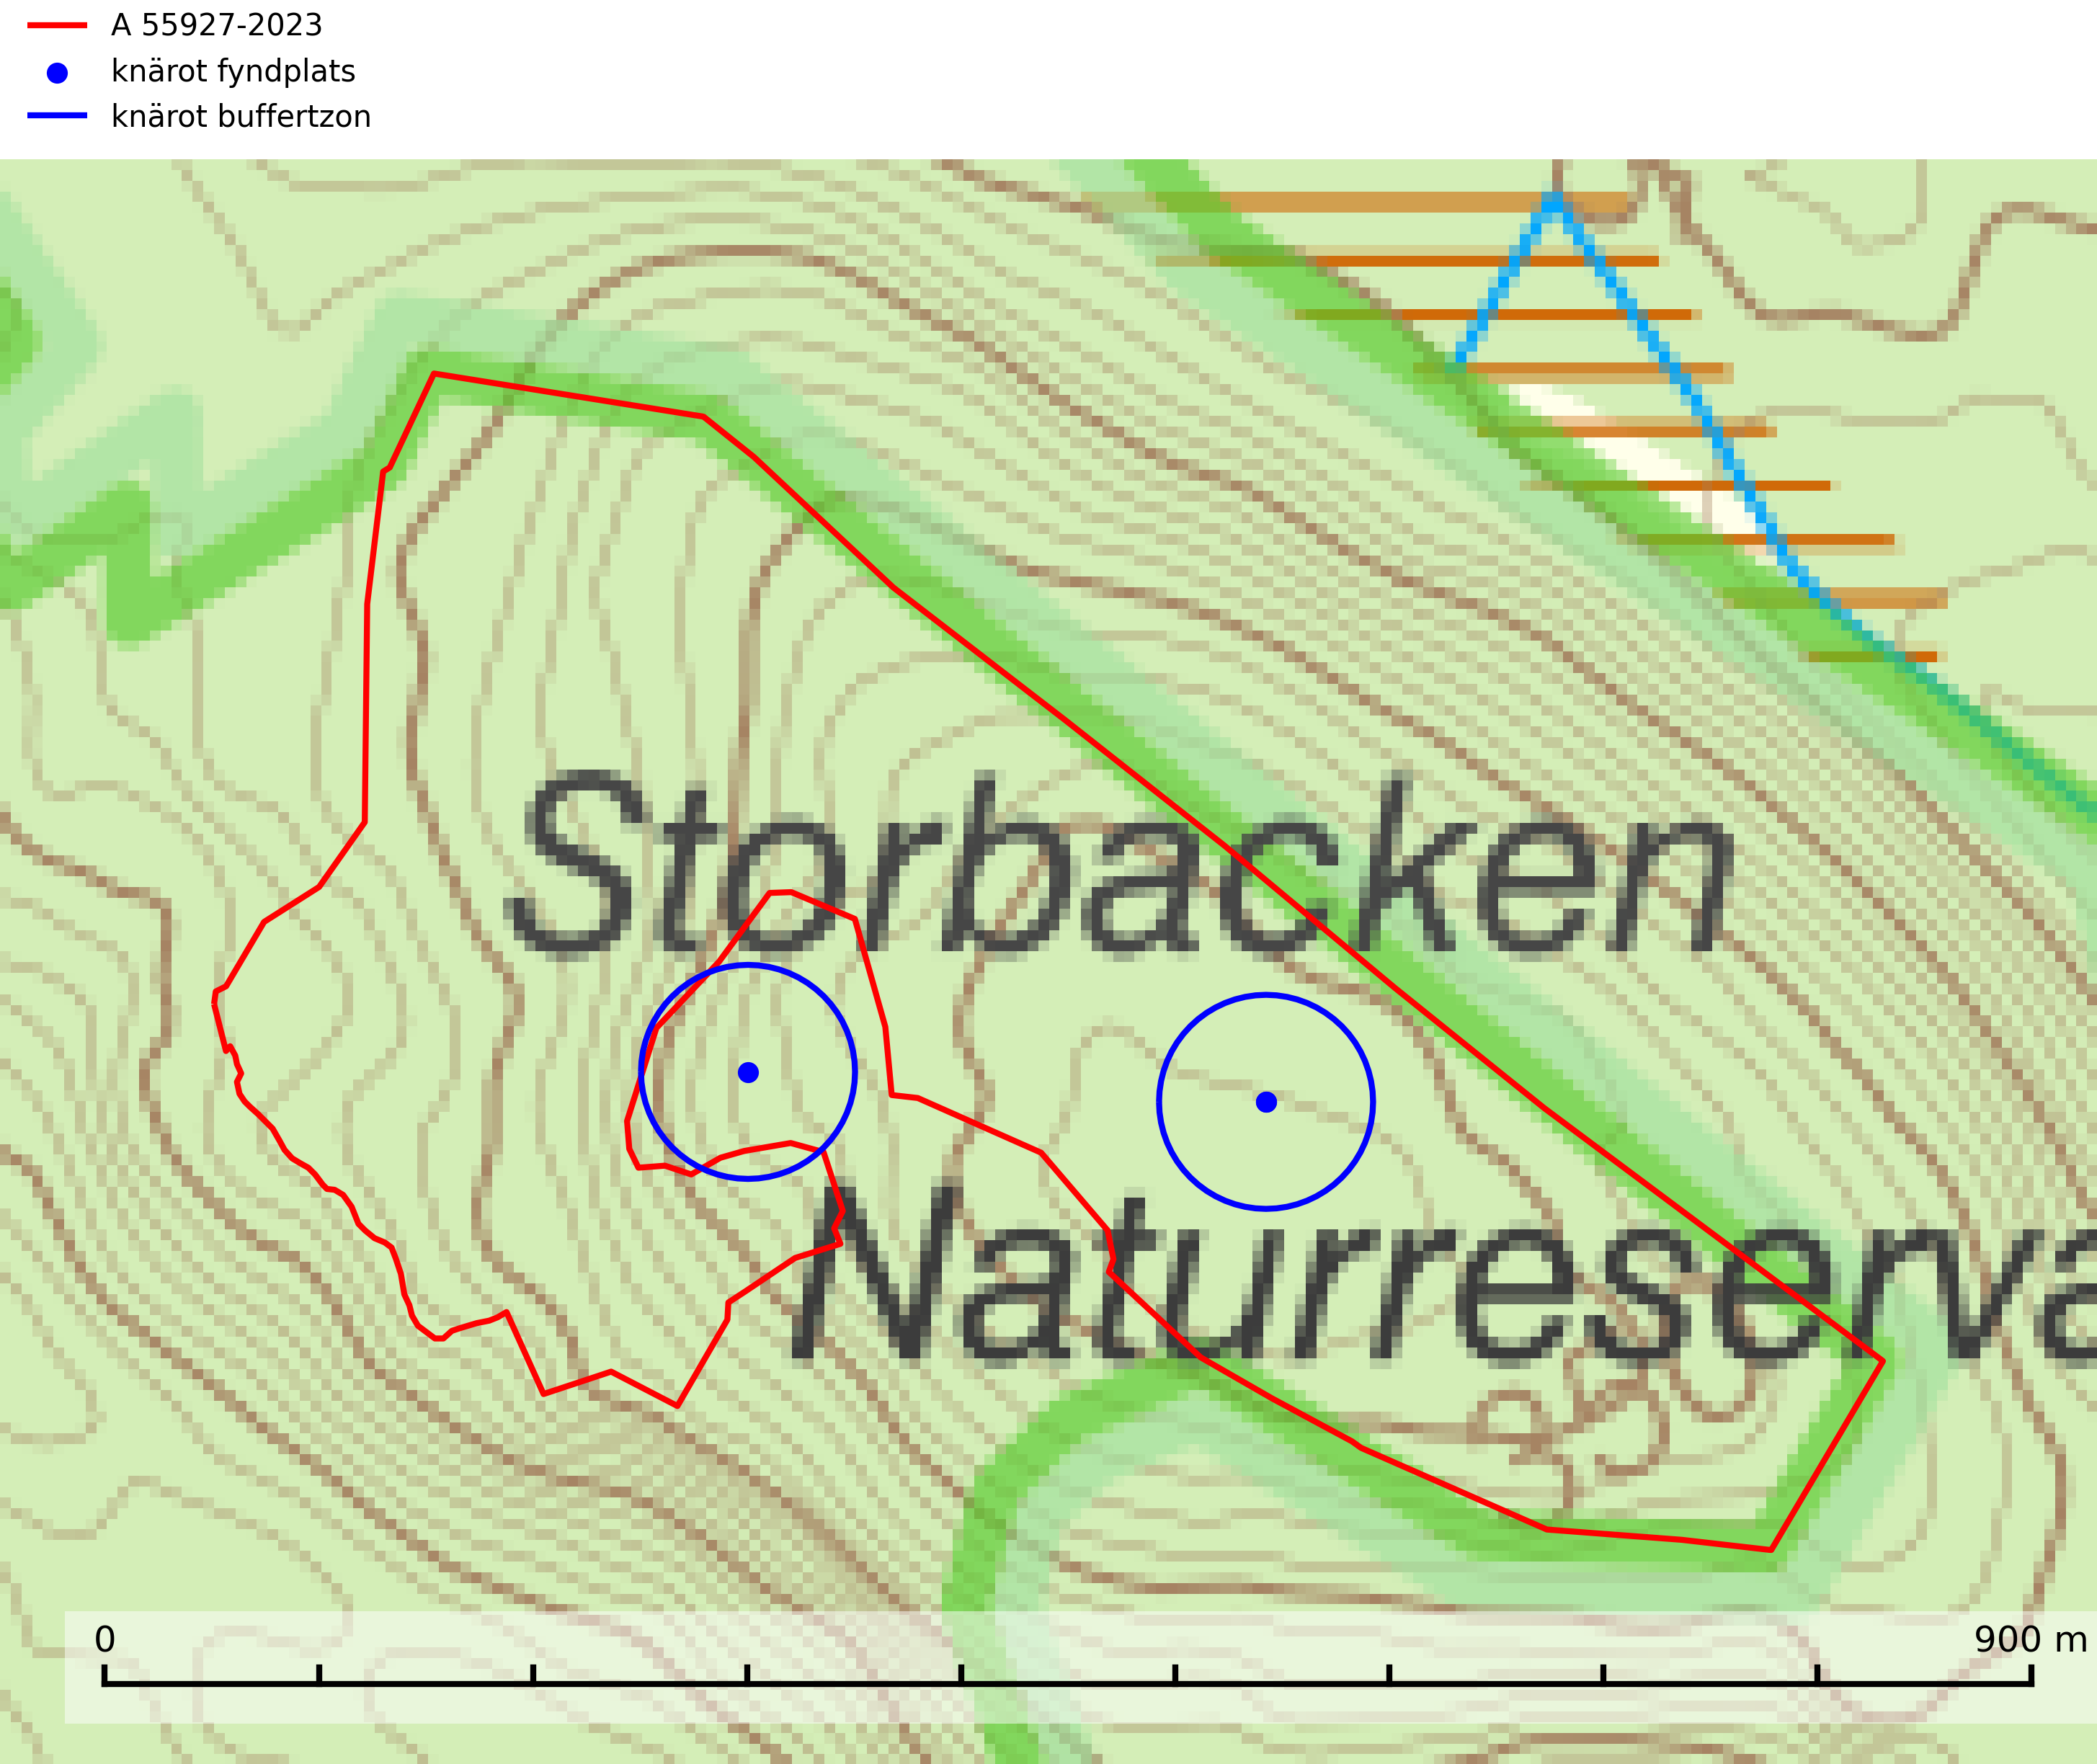 A 55927-2023
knärot fyndplats
knärot buffertzon
Storbacken
Naturreserva
0 900 m